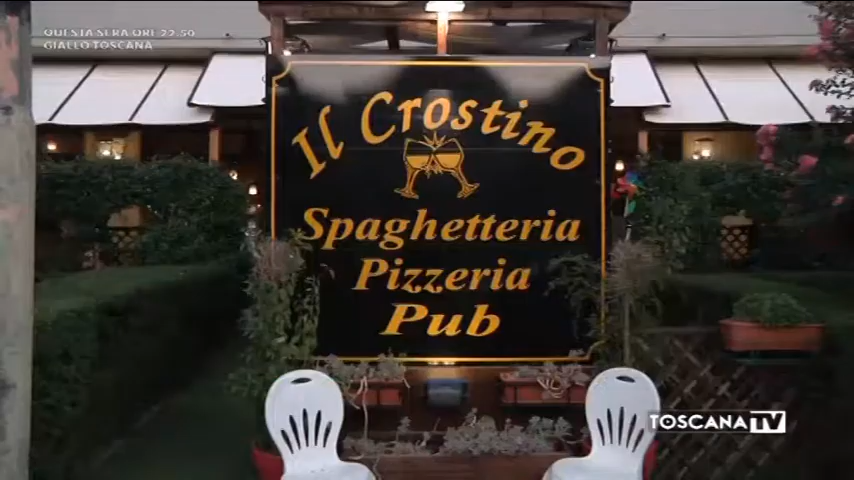 QUESTA SERA ORE 22.50
GIALLO TOSCANA
Il Crostino
Spaghetteria
Pizzeria
Pub
TOSCANA TV